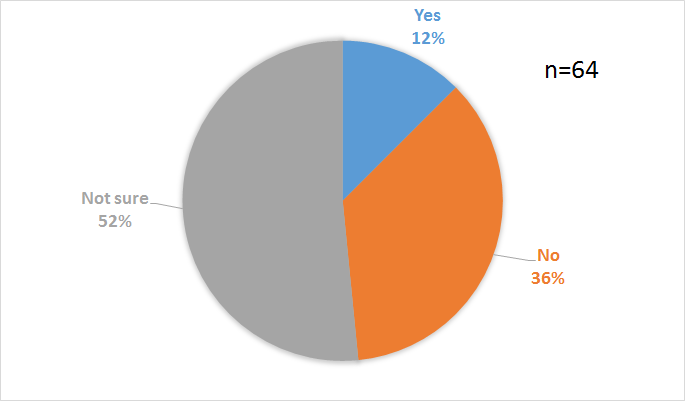 Yes
12%
n=64
Not sure
52%
No
36%